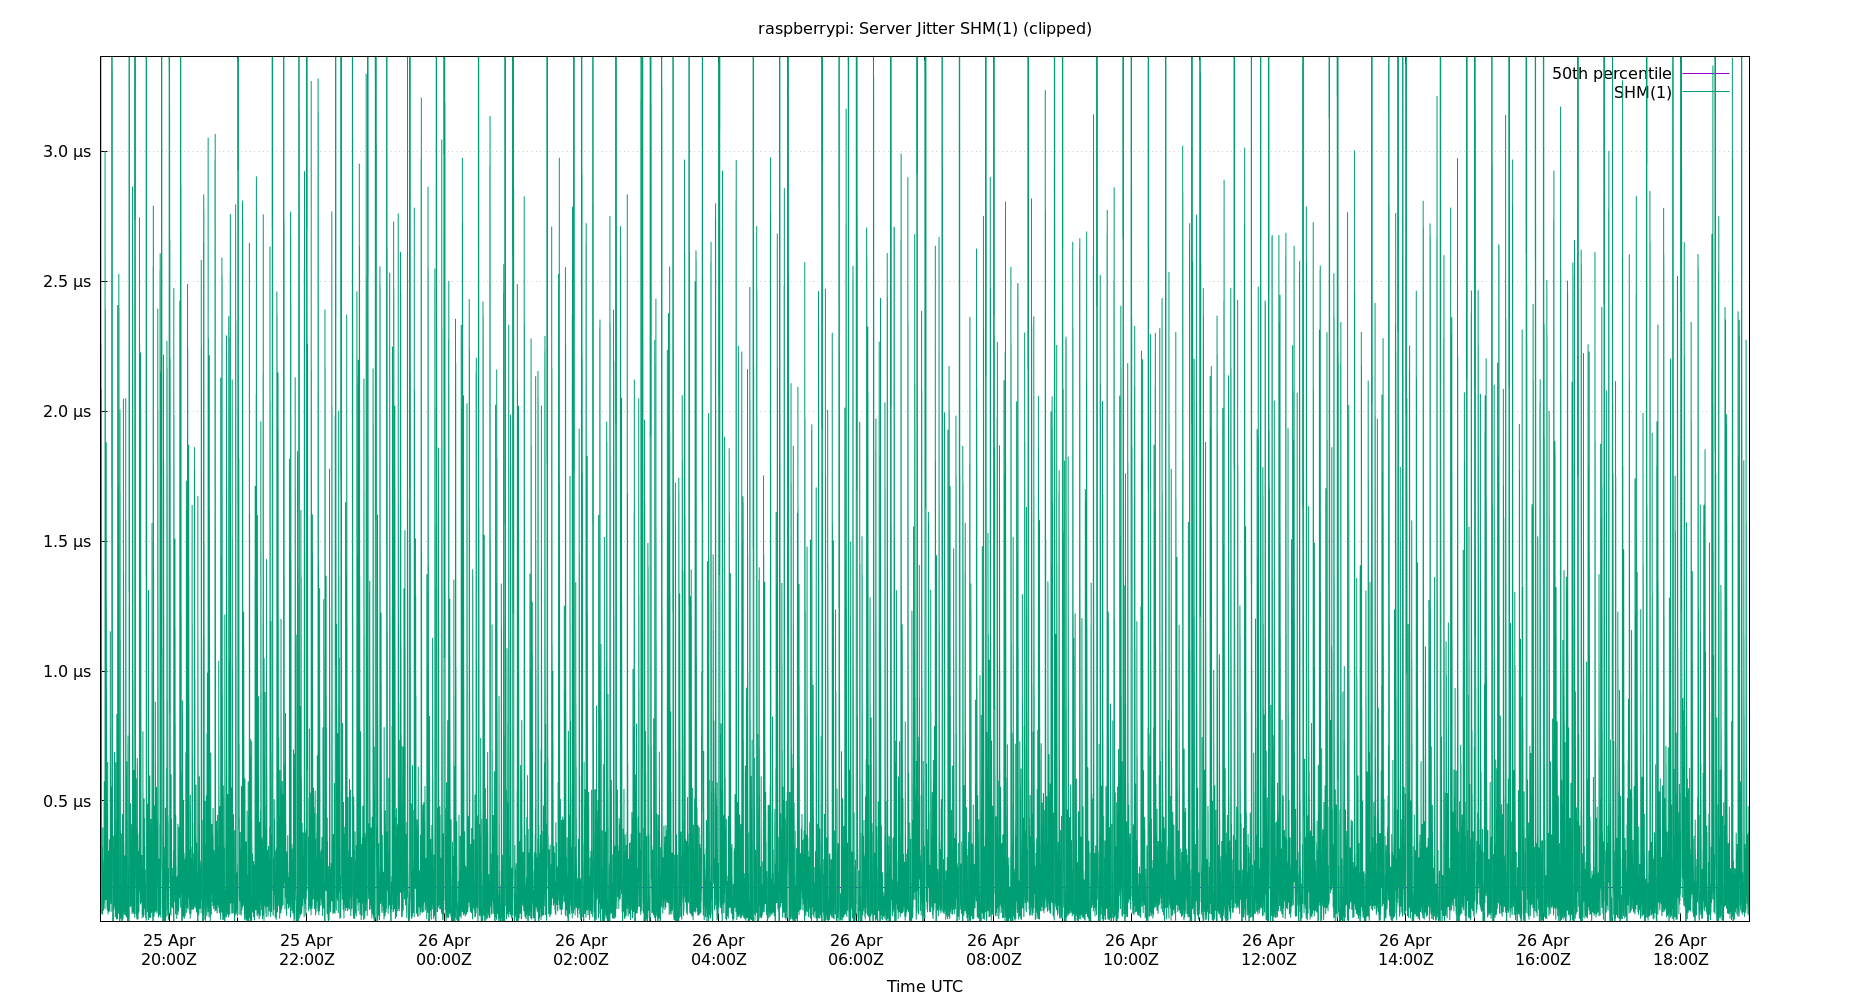 raspberrypi: Server Jitter SHM(1) (clipped)
50th percentile
SHM(1)
3.0 µs
2.5 µs
2.0 µs
1.5 µs
1.0 µs
0.5 µs
25 Apr 25 Apr 26 Apr 26 Apr 26 Apr 26 Apr 26 Apr 26 Apr 26 Apr 26 Apr 26 Apr 26 Apr
20:00Z 22:00Z 00:00Z 02:00Z 04:00Z 06:00Z 08:00Z 10:00Z 12:00Z 14:00Z 16:00Z 18:00Z
Time UTC